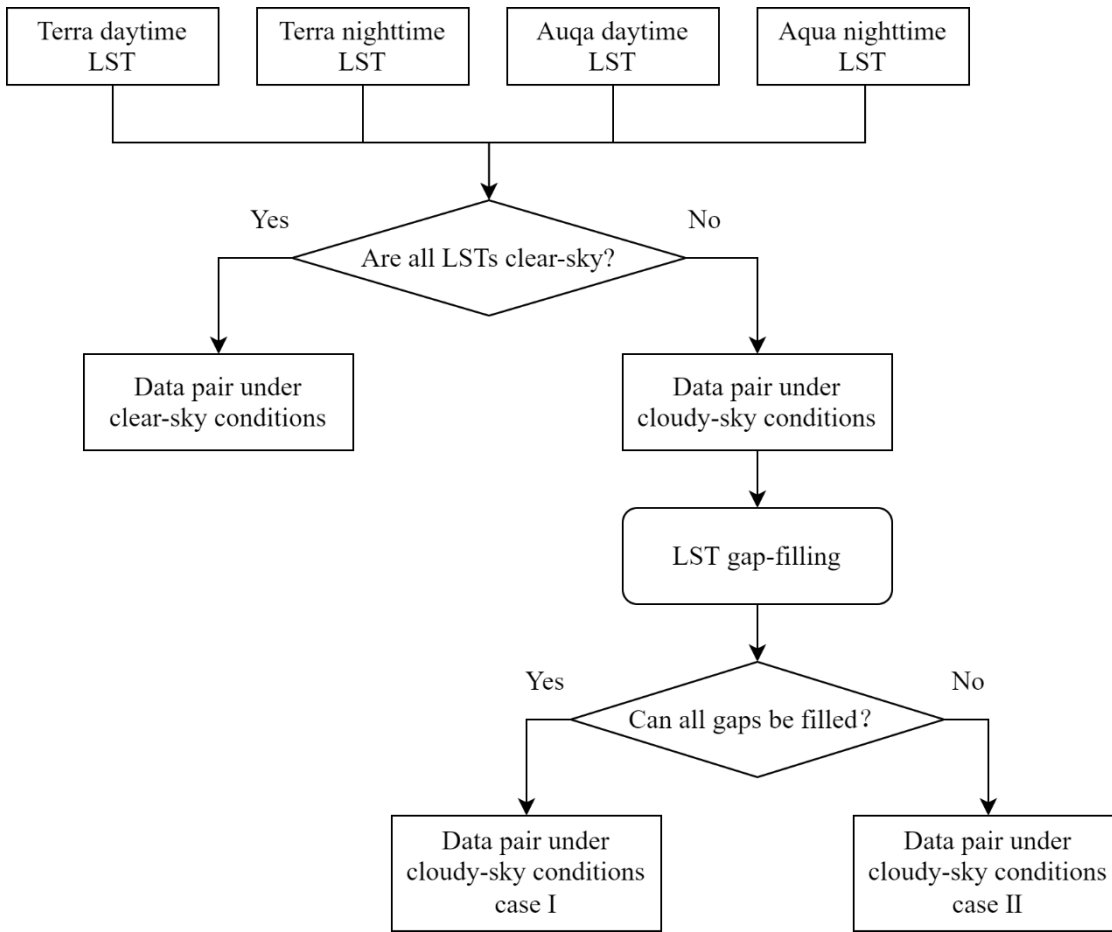 Terra daytime
LST
Terra nighttime
LST
Auqa daytime
LST
Aqua nighttime
LST
Yes
No
Are all LSTs clear-sky?
Data pair under
clear-sky conditions
Data pair under
cloudy-sky conditions
LST gap-filling
Yes
No
Can all gaps be filled？
Data pair under
cloudy-sky conditions
case I
Data pair under
cloudy-sky conditions
case II